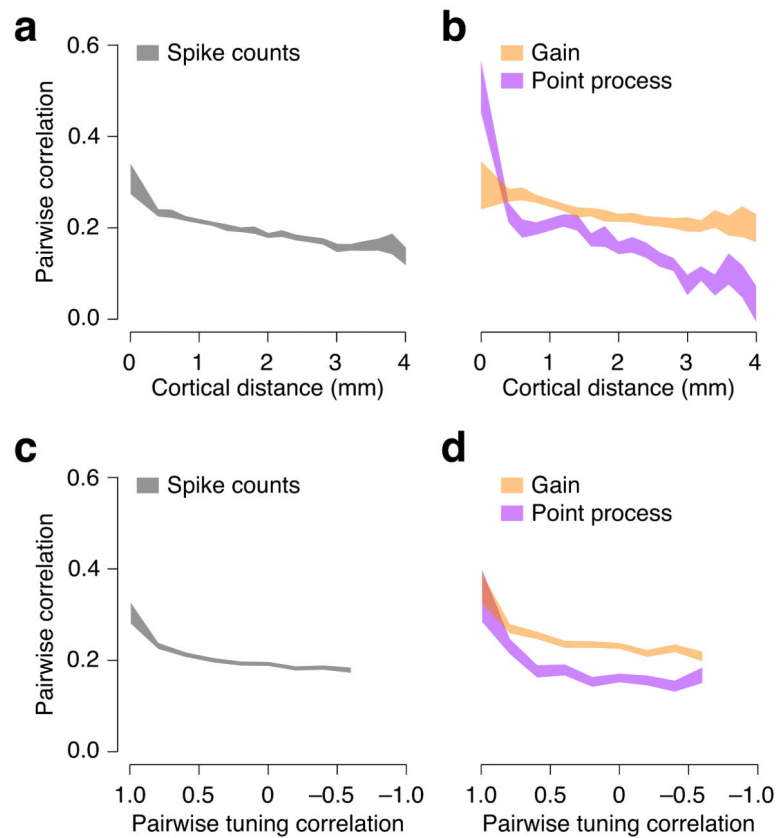 a
0.6
Spike counts
0.4
0.2
0.0
Pairwise correlation
0
1
2
3
4
Cortical distance (mm)
b
Gain
Point process
0
1
2
3
4
Cortical distance (mm)
c
0.6
Spike counts
0.4
0.2
0.0
Pairwise correlation
1.0
0.5
0
–0.5
–1.0
Pairwise tuning correlation
d
Gain
Point process
1.0
0.5
0
–0.5
–1.0
Pairwise tuning correlation